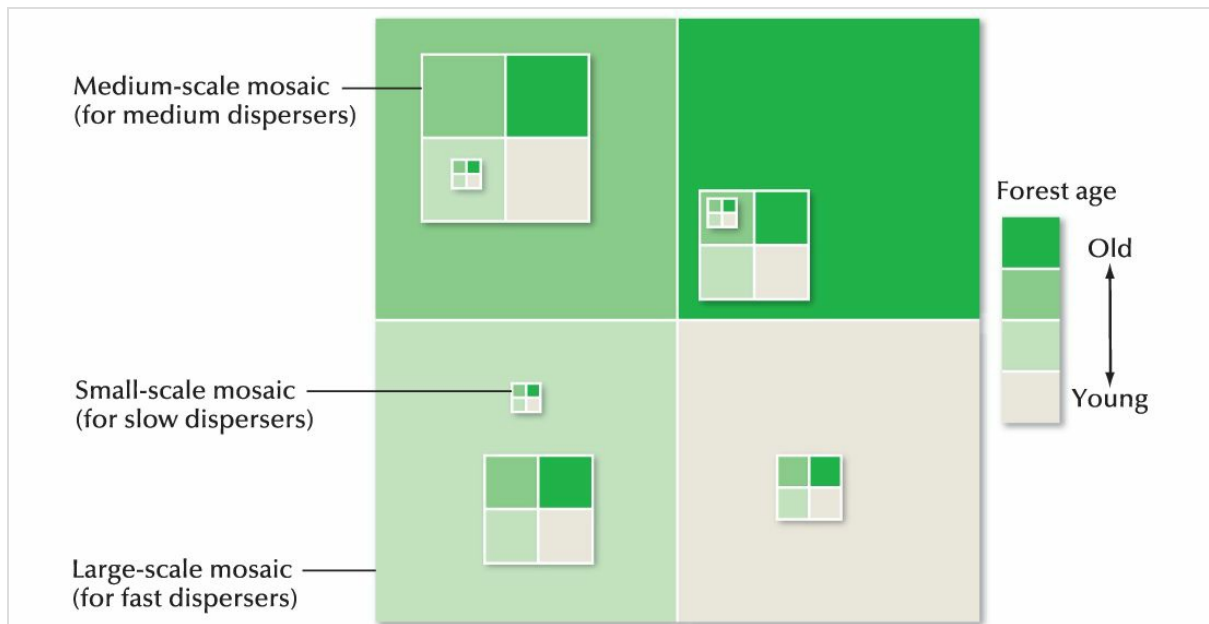 Medium-scale mosaic
(for medium dispersers)
Forest age
Old
Young
Small-scale mosaic
(for slow dispersers)
Large-scale mosaic
(for fast dispersers)